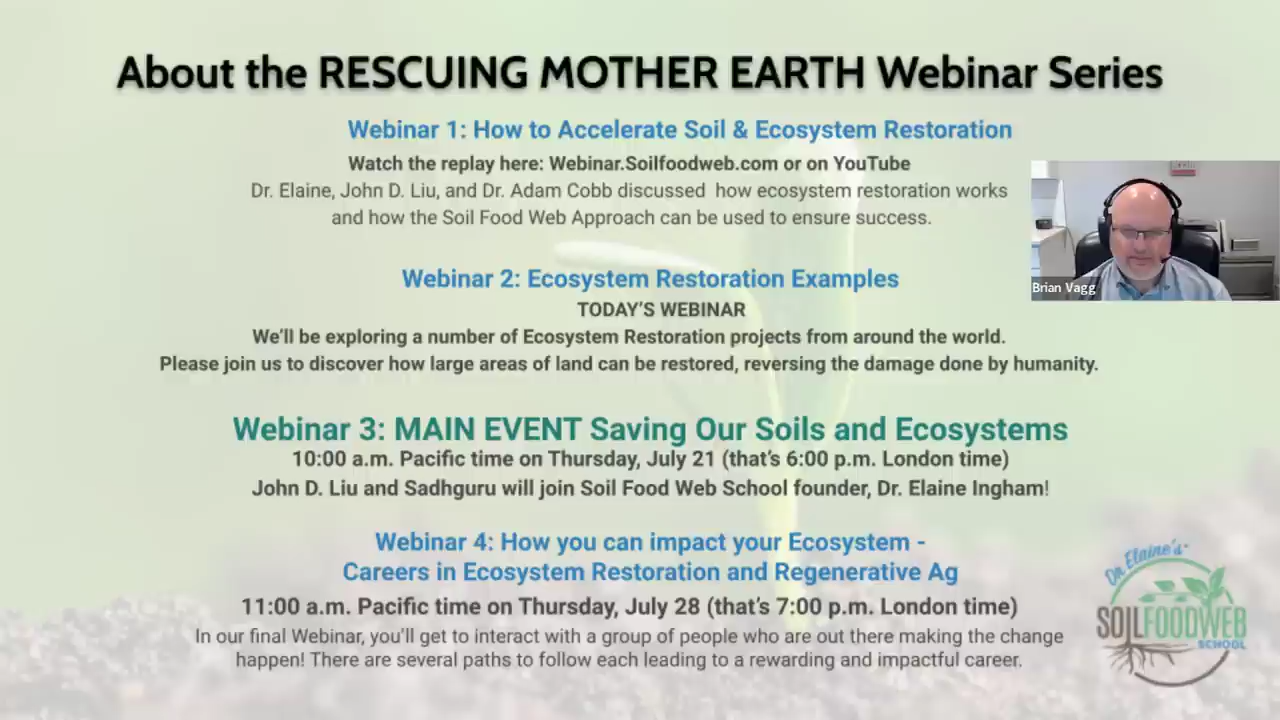 About the RESCUING MOTHER EARTH Webinar Series
Webinar 1: How to Accelerate Soil & Ecosystem Restoration
Watch the replay here: Webinar.Soilfoodweb.com or on YouTube
Dr. Elaine, John D. Liu, and Dr. Adam Cobb discussed  how ecosystem restoration works
and how the Soil Food Web Approach can be used to ensure success.
Brian Vagg
Webinar 2: Ecosystem Restoration Examples
TODAY'S WEBINAR
We'll be exploring a number of Ecosystem Restoration projects from around the world.
Please join us to discover how large areas of land can be restored, reversing the damage done by humanity.
Webinar 3: MAIN EVENT Saving Our Soils and Ecosystems
10:00 a.m. Pacific time on Thursday, July 21 (that's 6:00 p.m. London time)
John D. Liu and Sadhguru will join Soil Food Web School founder, Dr. Elaine Ingham!
Webinar 4: How you can impact your Ecosystem -
Careers in Ecosystem Restoration and Regenerative Ag
11:00 a.m. Pacific time on Thursday, July 28 (that's 7:00 p.m. London time)
In our final Webinar, you'll get to interact with a group of people who are out there making the change
happen! There are several paths to follow each leading to a rewarding and impactful career.
Dr. Elaine's
SOILFOODWEB
SCHOOL